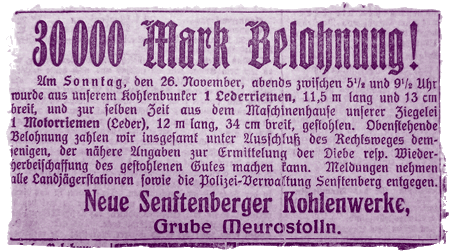 30 000 Mark Belohnung!
Am Sonntag, den 26. November, abends zwischen 5½ und 9½ Uhr
wurde aus unserem Kohlenbunker 1 Lederriemen, 11,5 m lang und 13 cm
breit, und zur selben Zeit aus dem Maschinenhause unserer Ziegelei
1 Motorriemen (Leder), 12 m lang, 34 cm breit, gestohlen. Obenstehende
Belohnung zahlen wir insgesamt unter Ausschluß des Rechtsweges dem-
jenigen, der nähere Angaben zur Ermittelung der Diebe resp. Wieder-
herbeischaffung des gestohlenen Gutes machen kann. Meldungen nehmen
alle Landjägerstationen sowie die Polizei-Verwaltung Senftenberg entgegen.
Neue Senftenberger Kohlenwerke,
Grube Meurostolln.